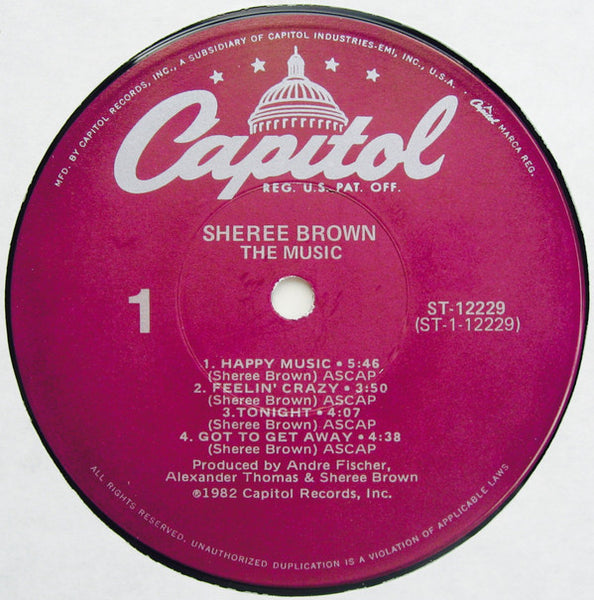 MFD. BY CAPITOL RECORDS, INC., A SUBSIDIARY OF CAPITOL INDUSTRIES-EMI, INC., U.S.A.
Capitol MARCA REG.
Capitol
REG. U.S. PAT. OFF.
SHEREE BROWN
THE MUSIC
1
ST-12229
(ST-1-12229)
1. HAPPY MUSIC • 5:46
(Sheree Brown) ASCAP
2. FEELIN' CRAZY • 3:50
(Sheree Brown) ASCAP
3.TONIGHT • 4:07
(Sheree Brown) ASCAP
4. GOT TO GET AWAY • 4:38
(Sheree Brown) ASCAP
Produced by Andre Fischer,
Alexander Thomas & Sheree Brown
℗1982 Capitol Records, Inc.
ALL RIGHTS RESERVED. UNAUTHORIZED DUPLICATION IS A VIOLATION OF APPLICABLE LAWS